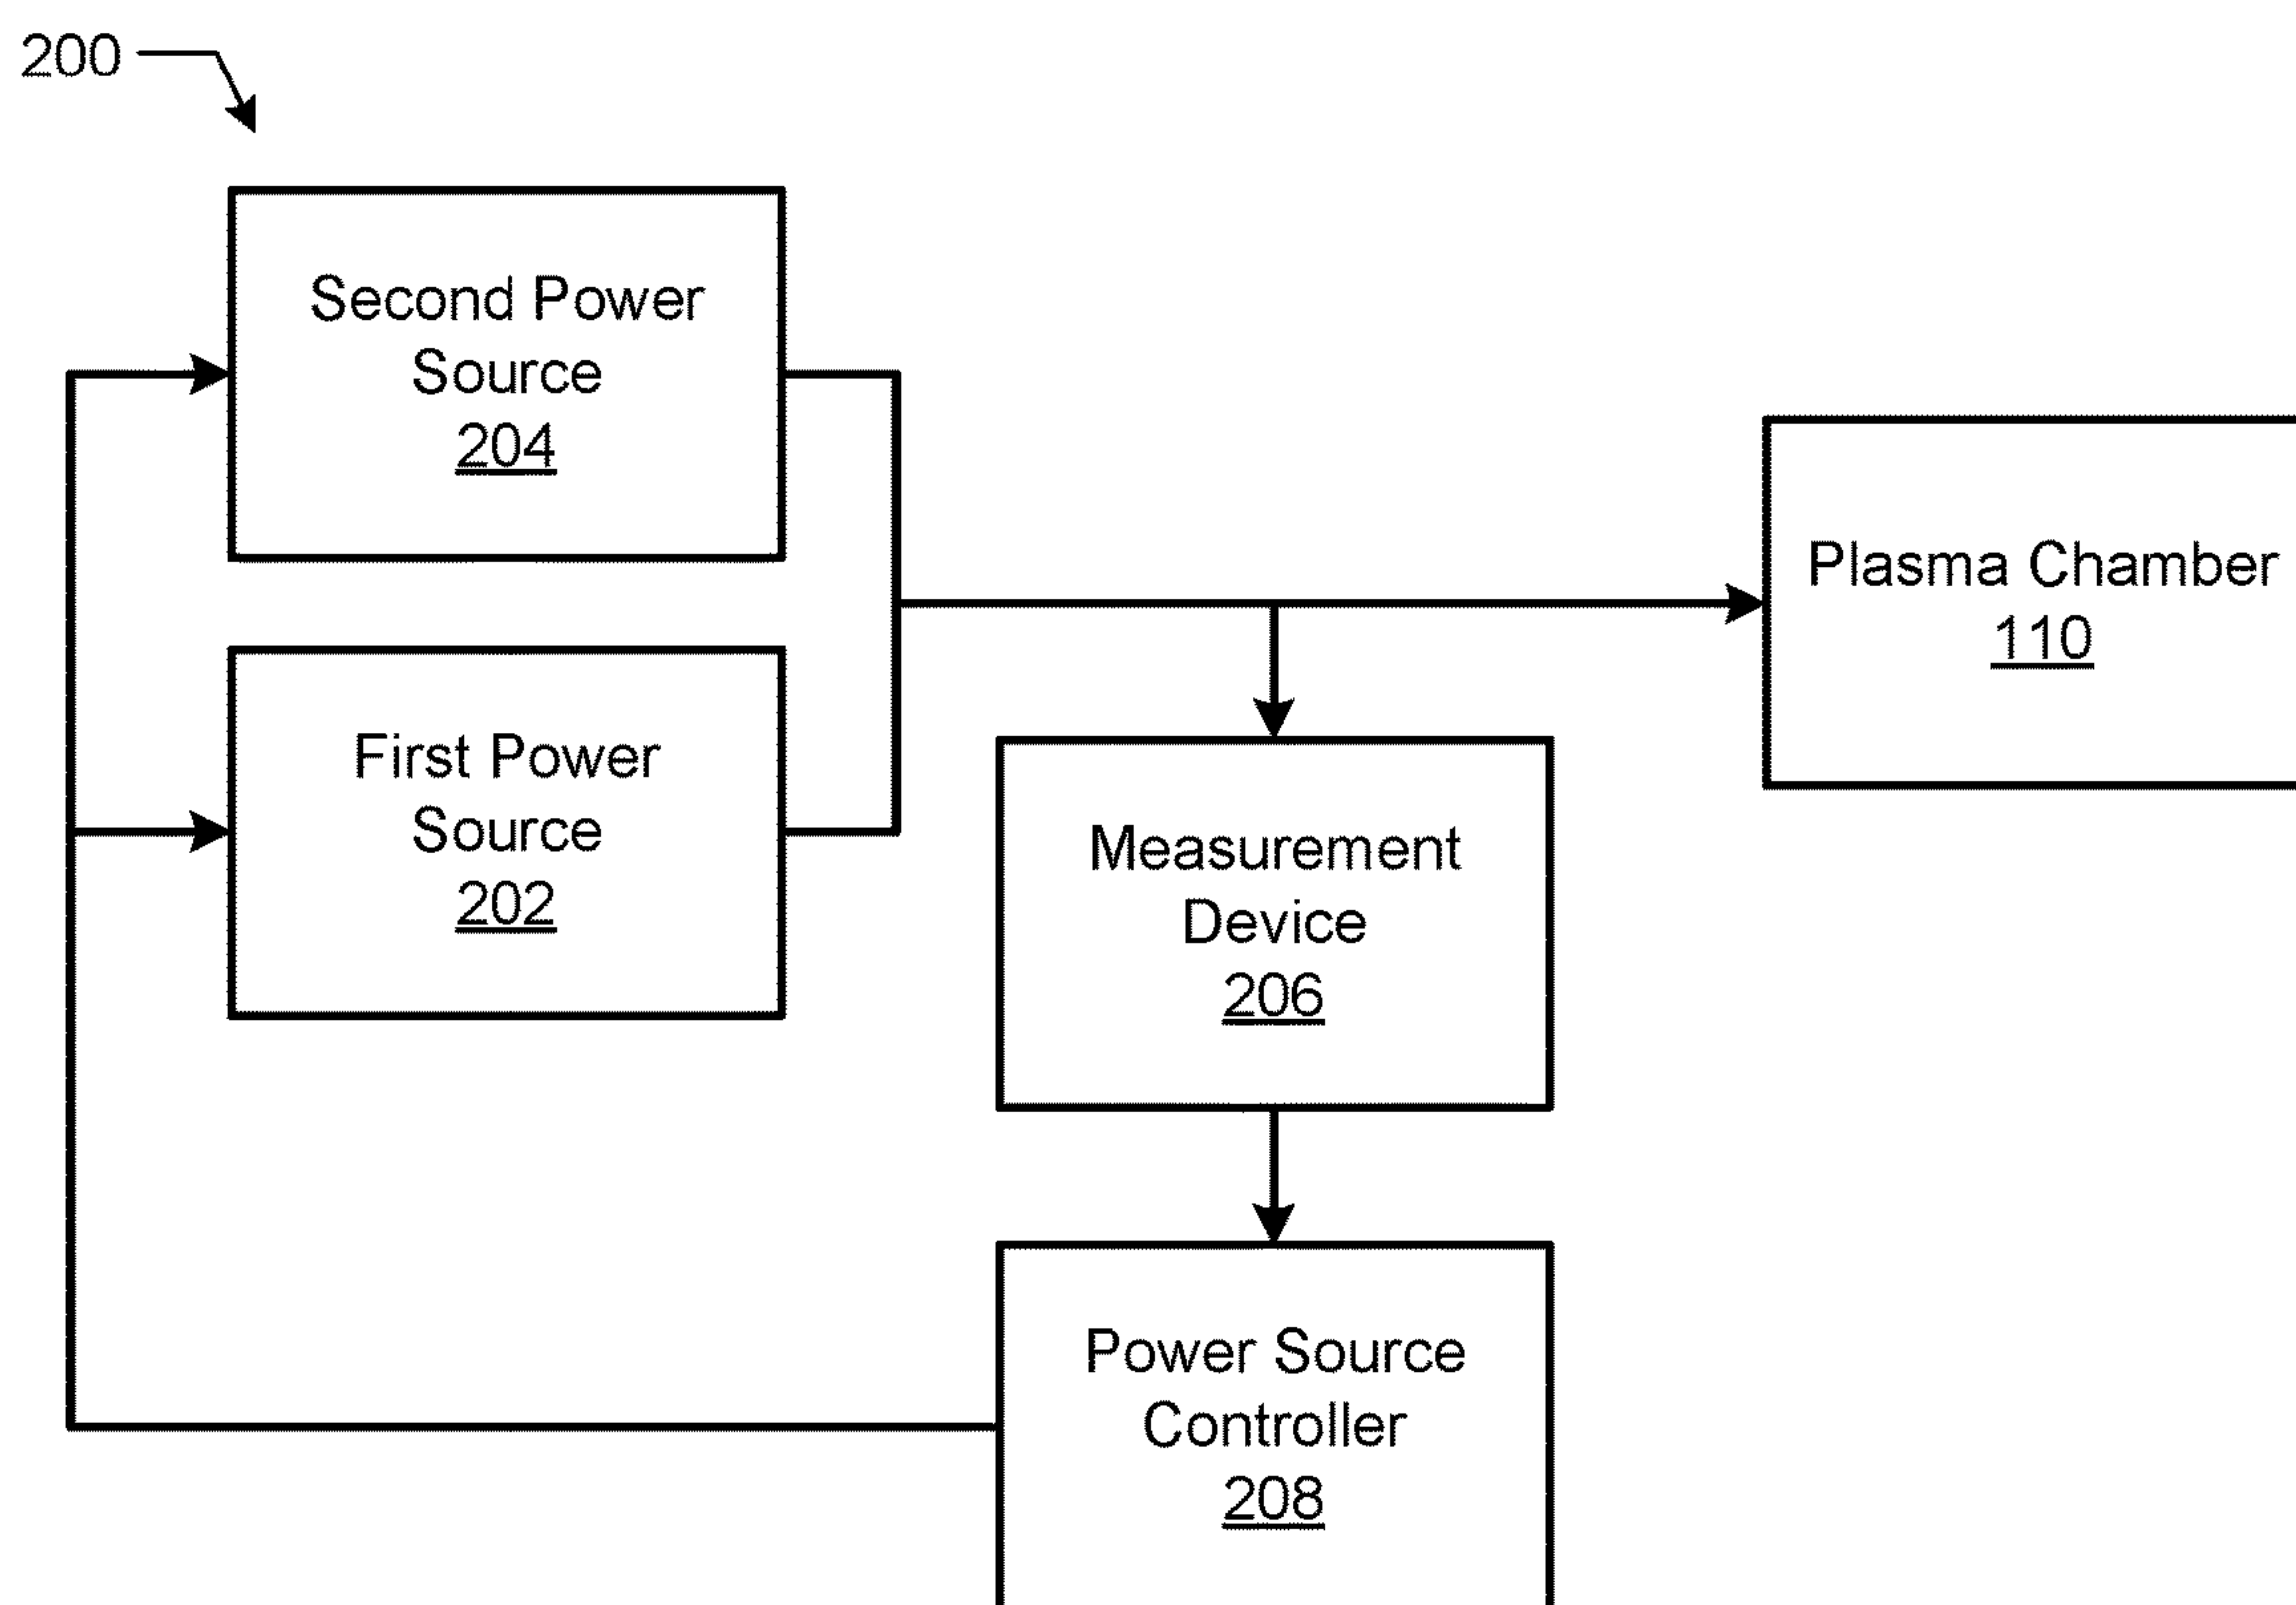 200
Second Power
Source
204
First Power
Source
202
Plasma Chamber
110
Measurement
Device
206
Power Source
Controller
208